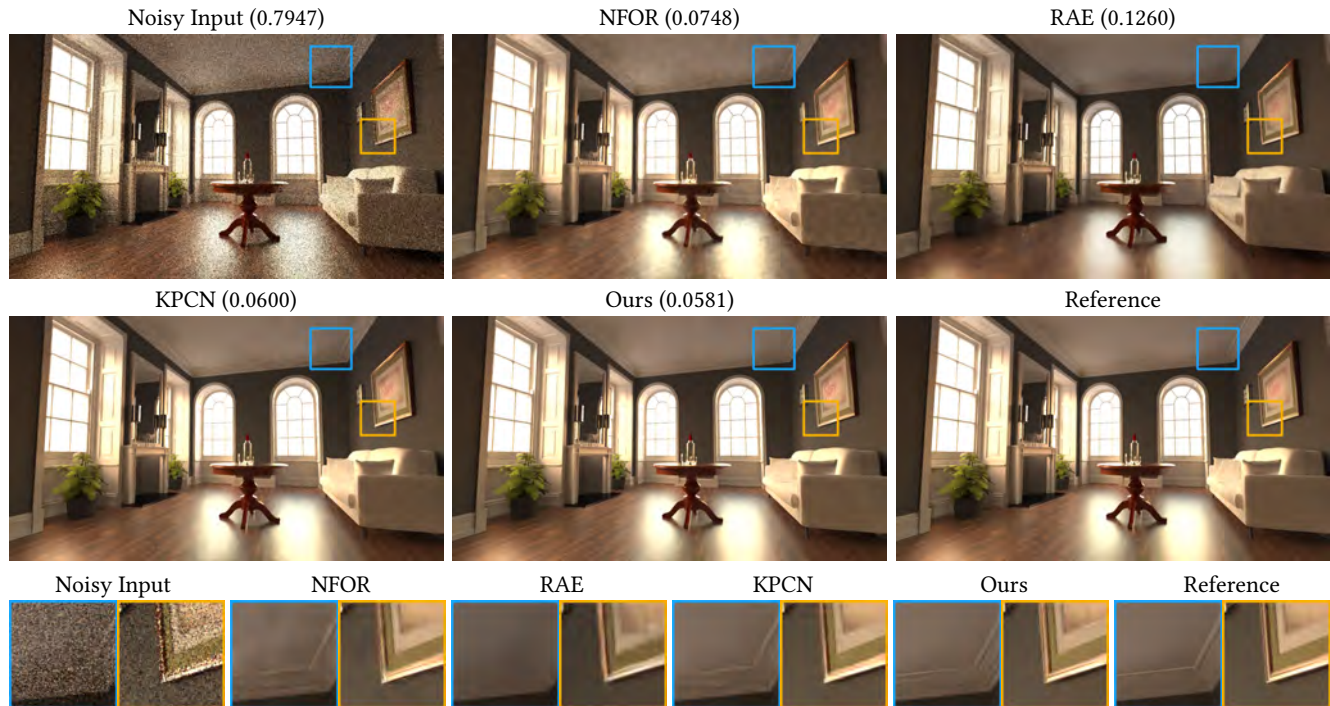 Noisy Input (0.7947) NFOR (0.0748) RAE (0.1260)
KPCN (0.0600) Ours (0.0581) Reference
Noisy Input NFOR RAE KPCN Ours Reference